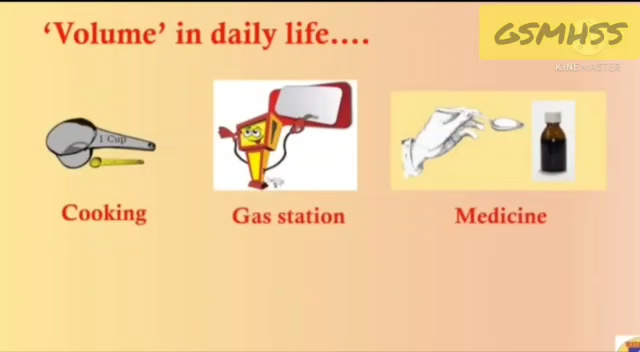 ‘Volume’ in daily life....
GSMHSS
KINEMASTER
1 Cup
Cooking
Gas station
Medicine